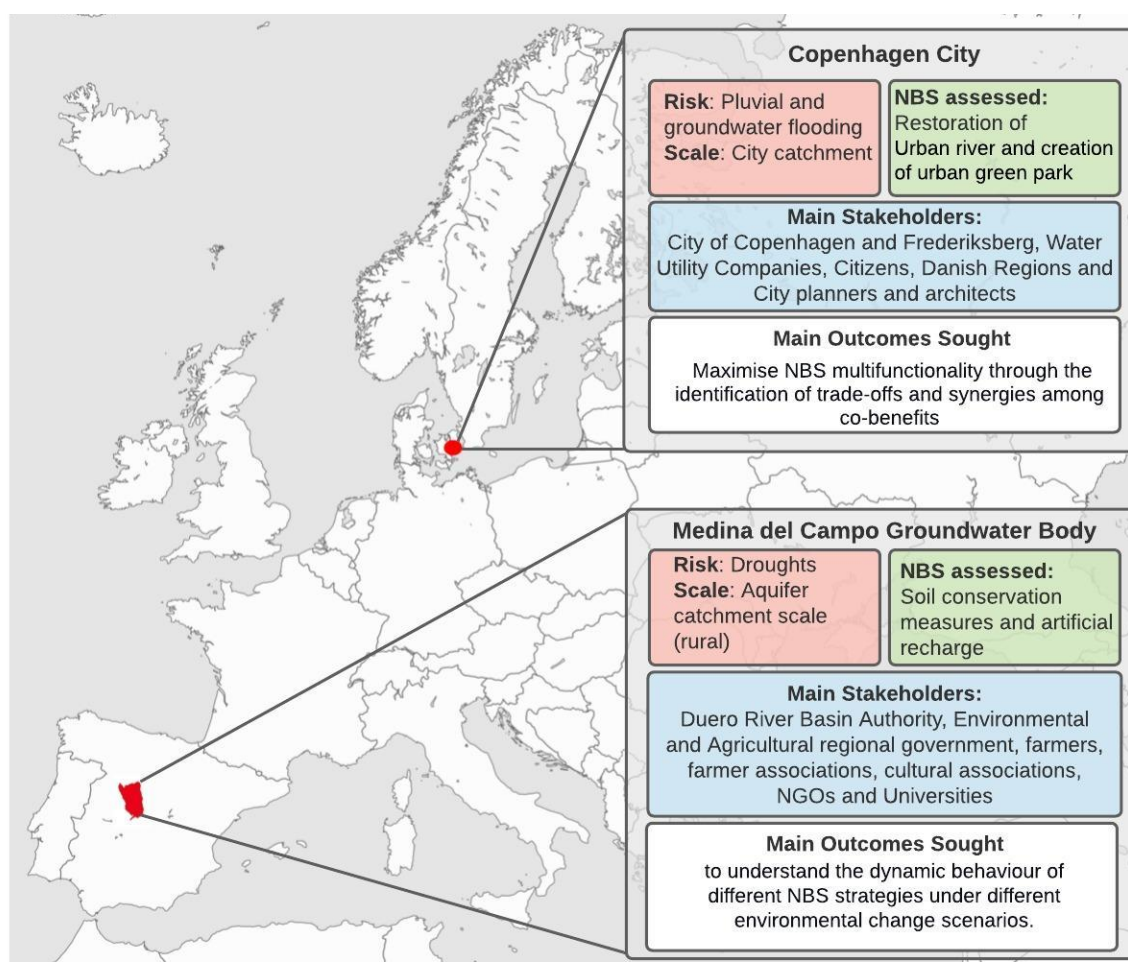 Copenhagen City
Risk: Pluvial and
groundwater flooding
Scale: City catchment
NBS assessed:
Restoration of
Urban river and creation
of urban green park
Main Stakeholders:
City of Copenhagen and Frederiksberg, Water
Utility Companies, Citizens, Danish Regions and
City planners and architects
Main Outcomes Sought
Maximise NBS multifunctionality through the
identification of trade-offs and synergies among
co-benefits
Medina del Campo Groundwater Body
Risk: Droughts
Scale: Aquifer
catchment scale
(rural)
NBS assessed:
Soil conservation
measures and artificial
recharge
Main Stakeholders:
Duero River Basin Authority, Environmental
and Agricultural regional government, farmers,
farmer associations, cultural associations,
NGOs and Universities
Main Outcomes Sought
to understand the dynamic behaviour of
different NBS strategies under different
environmental change scenarios.